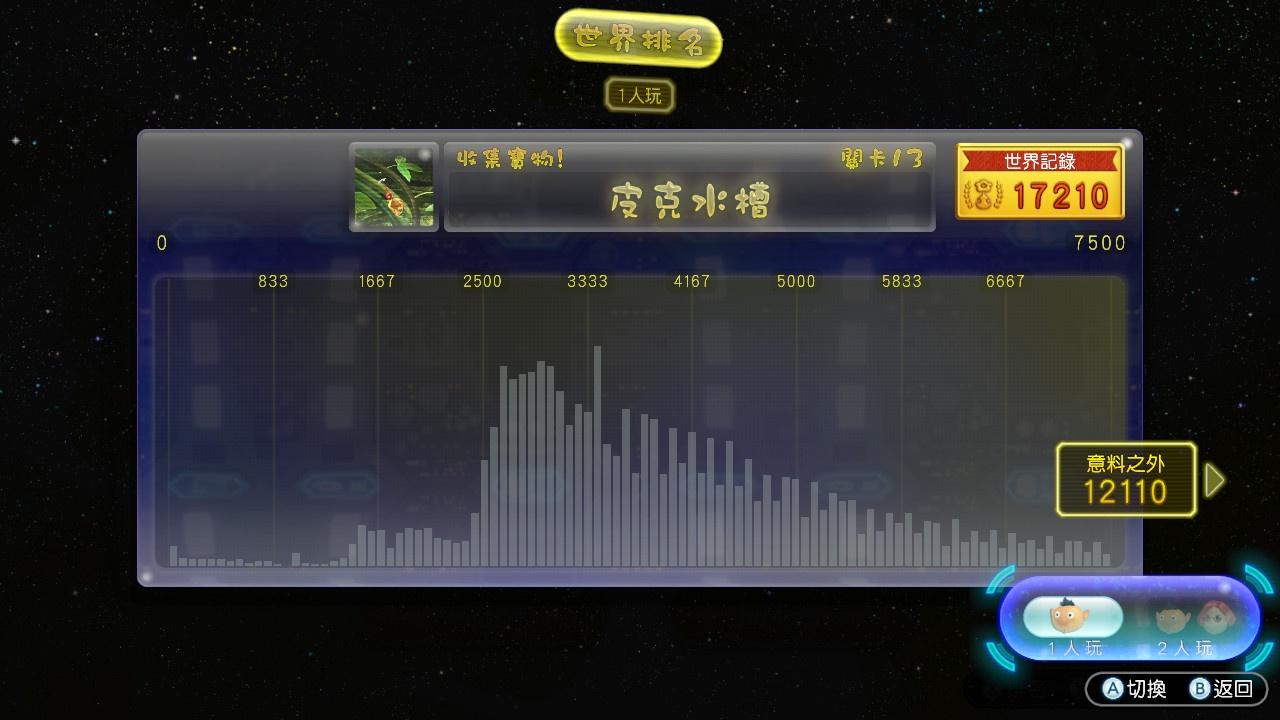 世界排名
1人玩
收集寶物!
關卡13
皮克水槽
世界記錄
17210
0
7500
833 1667 2500 3333 4167 5000 5833 6667
意料之外
12110
1人玩 2人玩
A 切換 B 返回